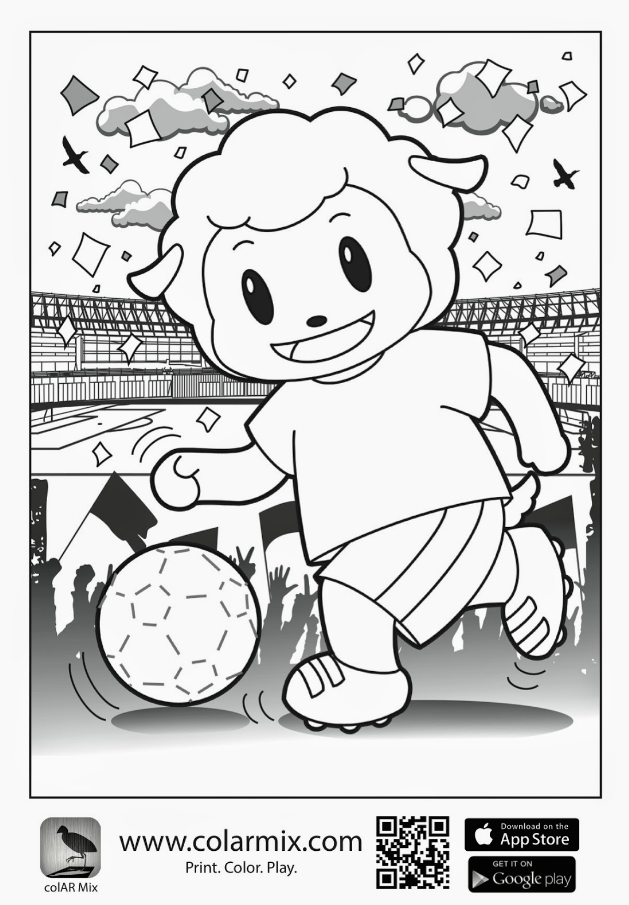 www.colarmix.com
Print. Color. Play.
colAR Mix
Download on the
App Store
GET IT ON
Google play